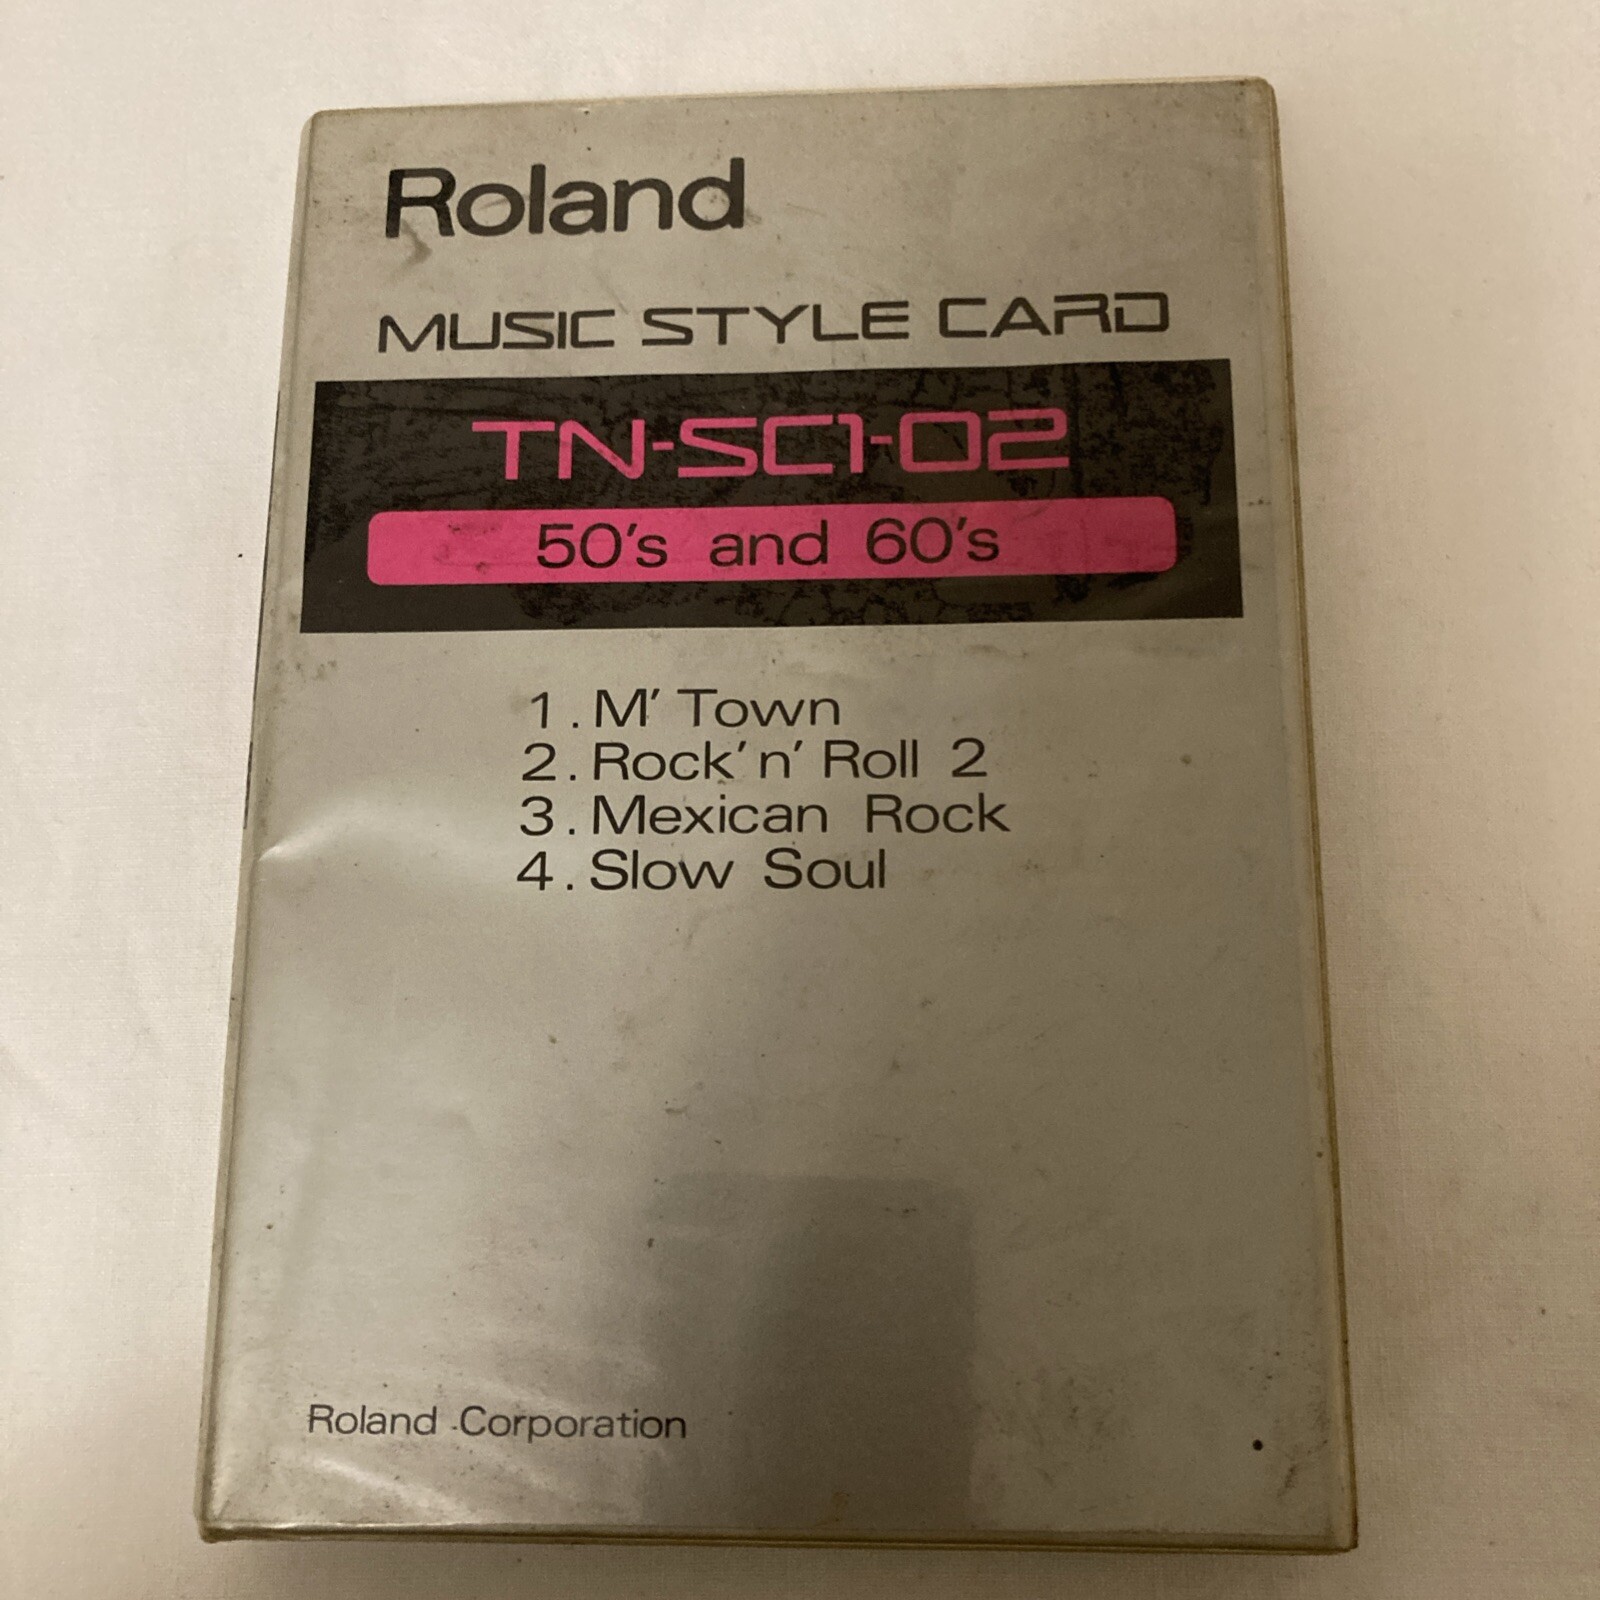 Roland
MUSIC STYLE CARD
TN-SC1-02
50's and 60's
1. M' Town
2. Rock'n' Roll 2
3. Mexican Rock
4. Slow Soul
Roland Corporation